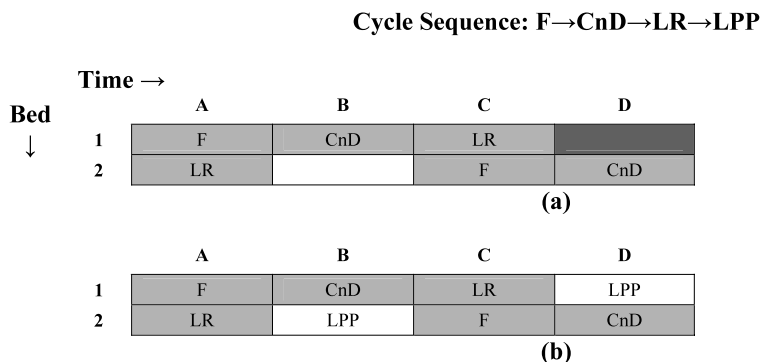 Cycle Sequence: F→CnD→LR→LPP
Time →
A B C D
Bed
↓
1 F CnD LR
2 LR F CnD
(a)
A B C D
1 F CnD LR LPP
2 LR LPP F CnD
(b)